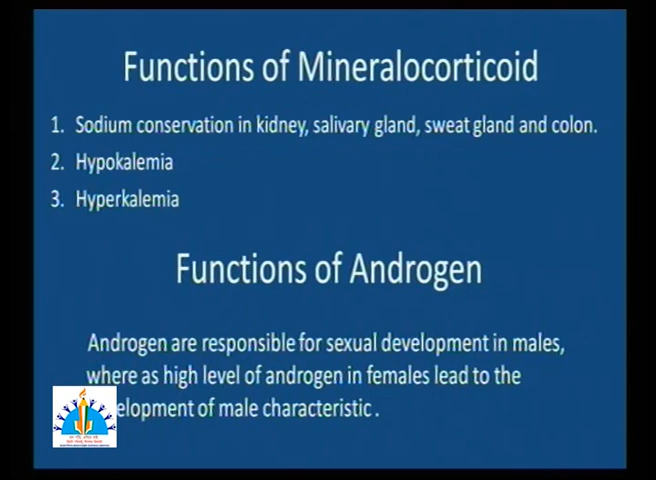 Functions of Mineralocorticoid
1. Sodium conservation in kidney, salivary gland, sweat gland and colon.
2. Hypokalemia
3. Hyperkalemia
Functions of Androgen
Androgen are responsible for sexual development in males,
where as high level of androgen in females lead to the
elopment of male characteristic .